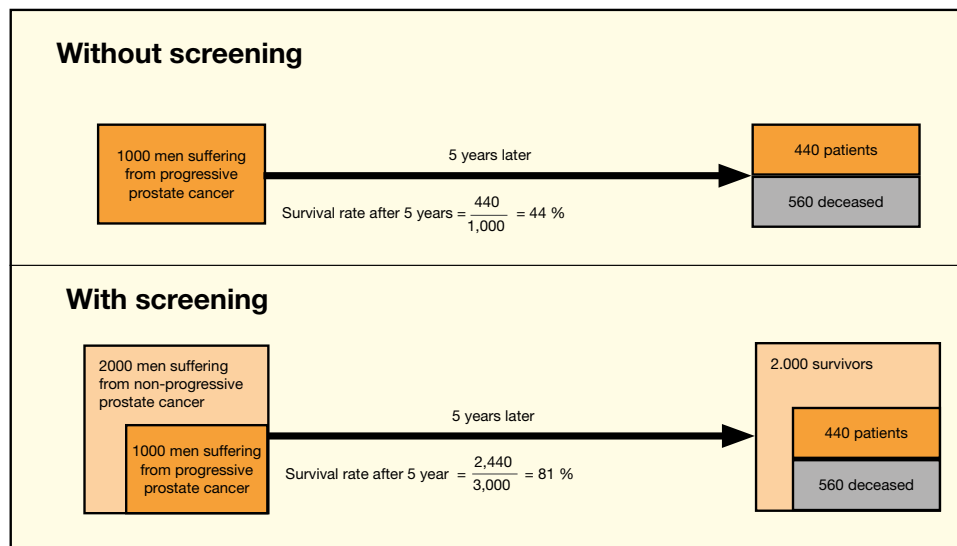 Without screening
1000 men suffering
from progressive
prostate cancer
5 years later
Survival rate after 5 years = 440 / 1,000 = 44 %
440 patients
560 deceased
With screening
2000 men suffering
from non-progressive
prostate cancer
1000 men suffering
from progressive
prostate cancer
5 years later
Survival rate after 5 year = 2,440 / 3,000 = 81 %
2.000 survivors
440 patients
560 deceased